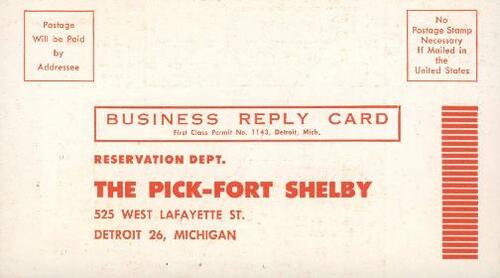 Postage
Will be Paid
by
Addressee
No
Postage Stamp
Necessary
If Mailed in
the
United States
BUSINESS REPLY CARD
First Class Permit No. 1143, Detroit, Mich.
RESERVATION DEPT.
THE PICK-FORT SHELBY
525 WEST LAFAYETTE ST.
DETROIT 26, MICHIGAN